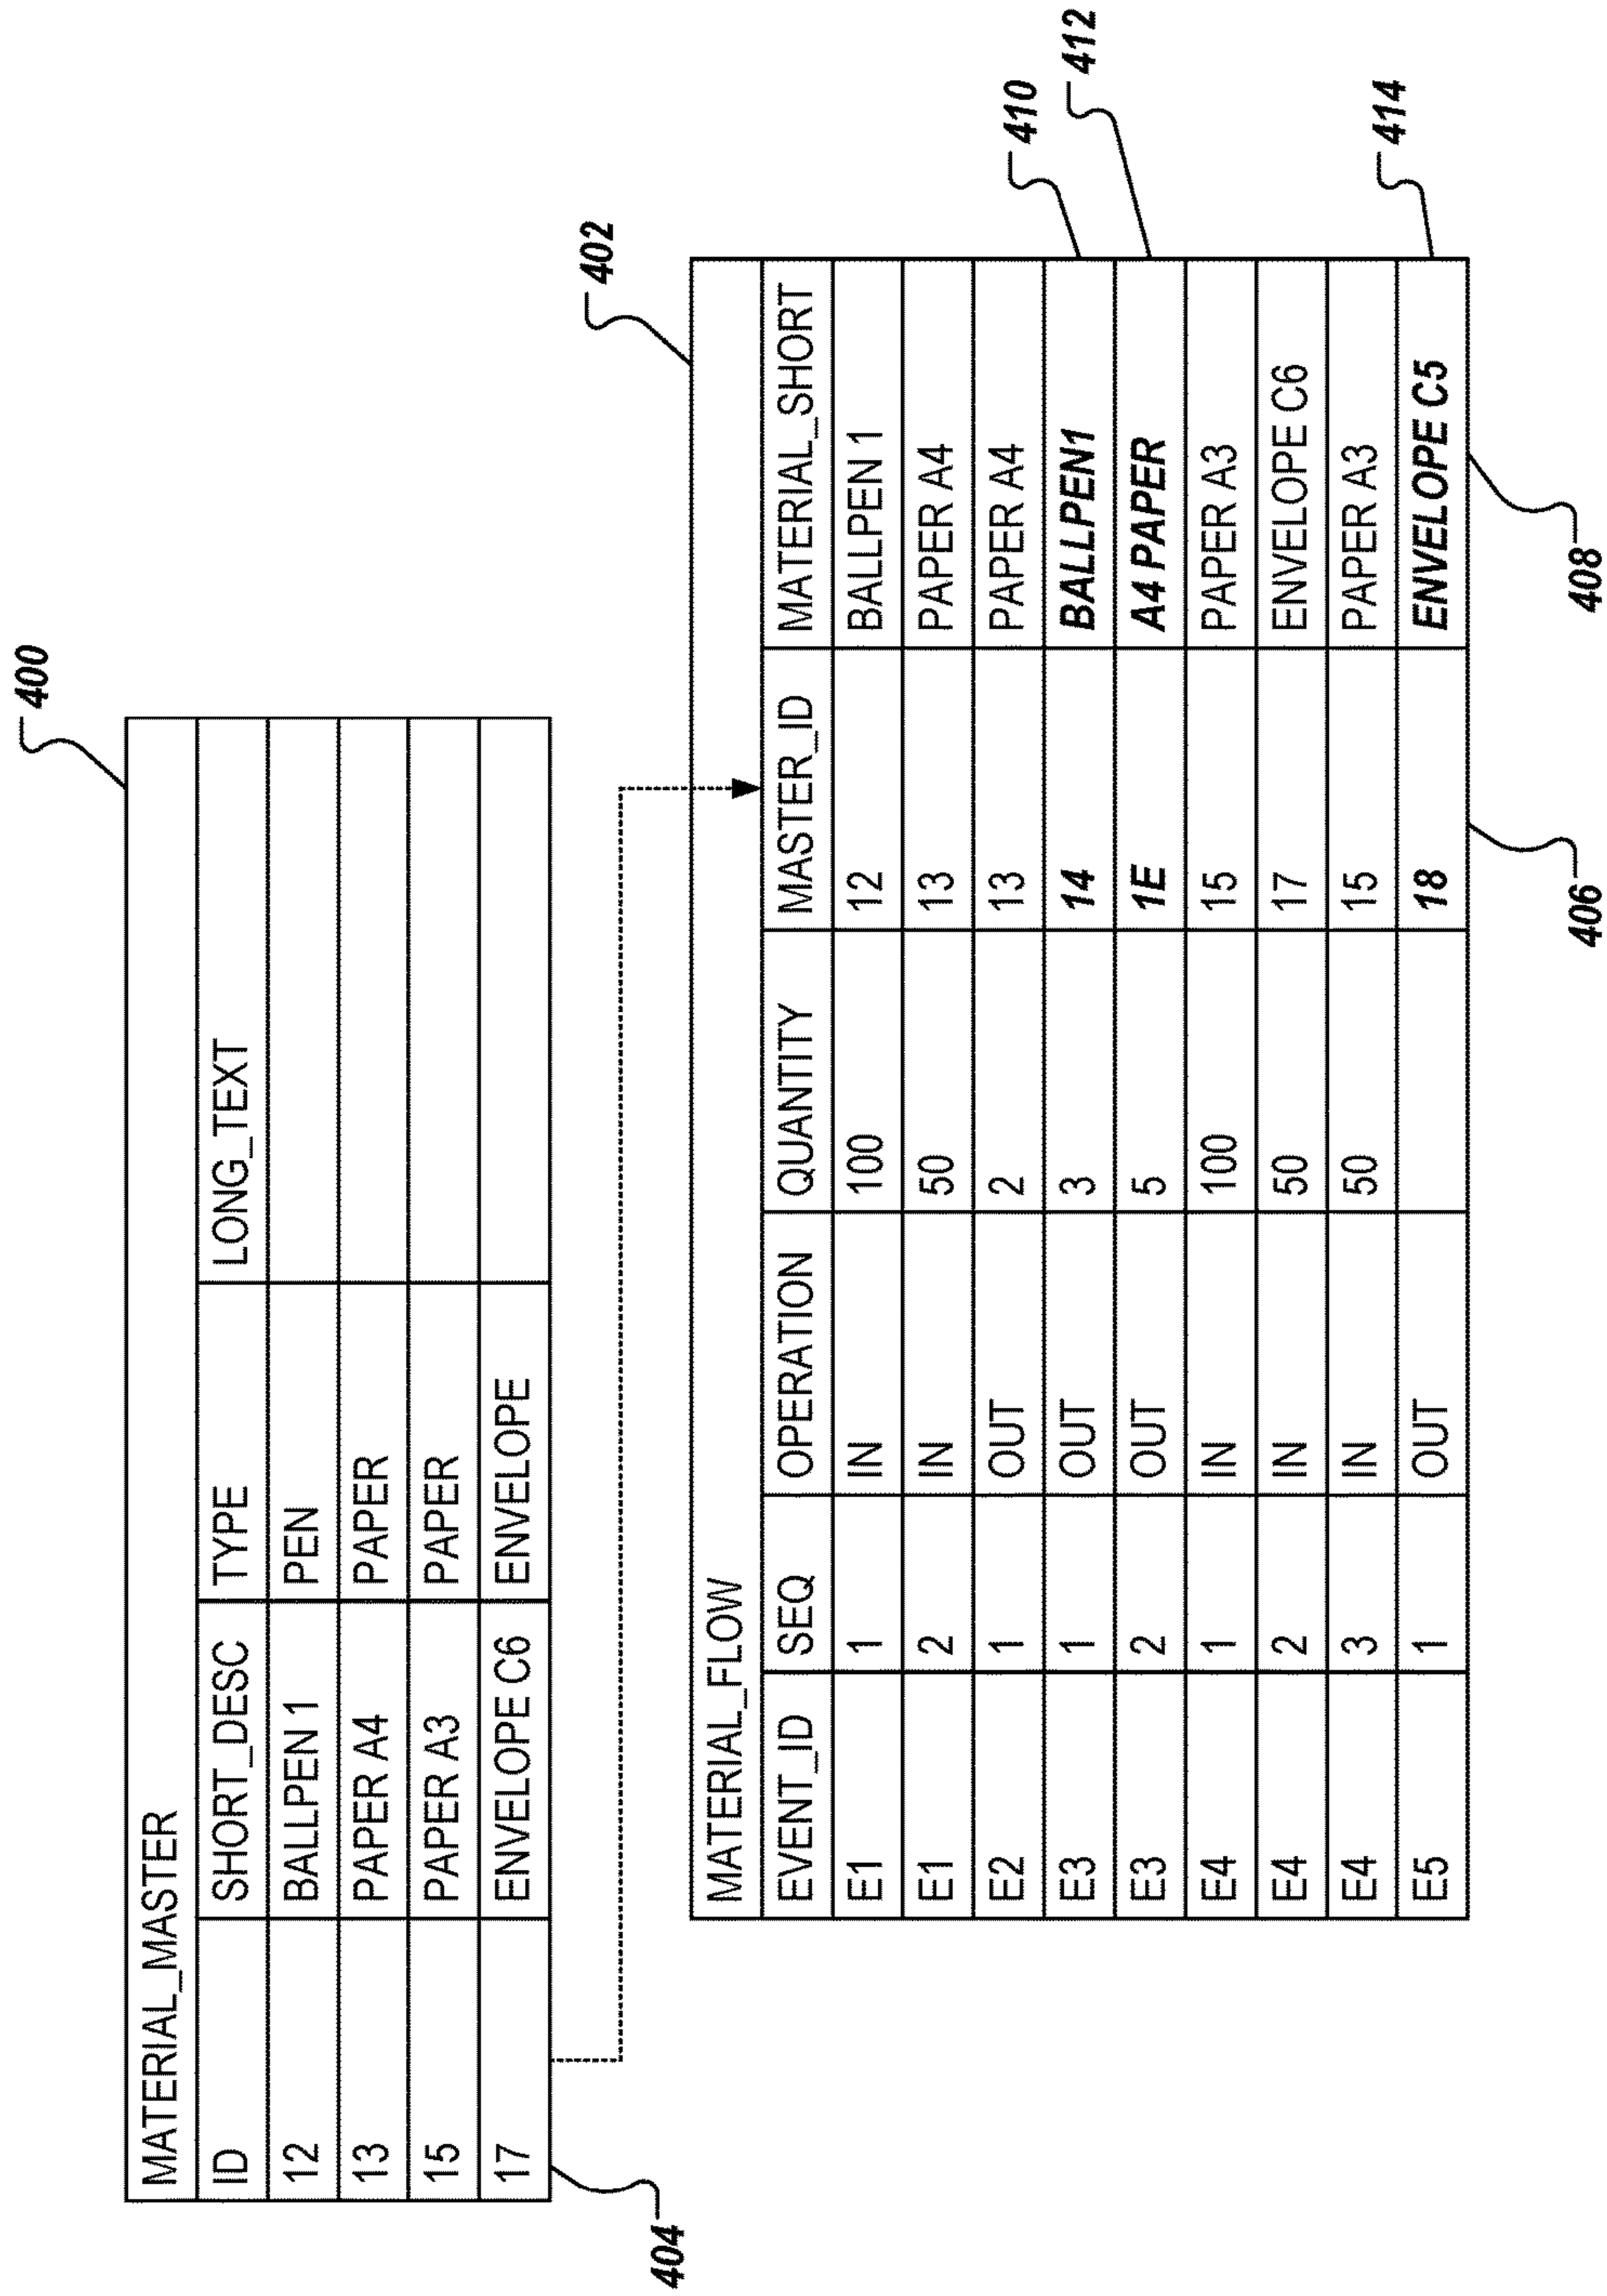 400
MATERIAL_MASTER
ID SHORT_DESC TYPE LONG_TEXT
12 BALLPEN 1 PEN
13 PAPER A4 PAPER
15 PAPER A3 PAPER
17 ENVELOPE C6 ENVELOPE
404
402
MATERIAL_FLOW
EVENT_ID SEQ OPERATION QUANTITY MASTER_ID MATERIAL_SHORT
E1 1 IN 100 12 BALLPEN 1
E1 2 IN 50 13 PAPER A4
E2 1 OUT 2 13 PAPER A4
E3 1 OUT 3 14 BALLPEN1
410
E3 2 OUT 5 1E A4 PAPER
412
E4 1 IN 100 15 PAPER A3
E4 2 IN 50 17 ENVELOPE C6
E4 3 IN 50 15 PAPER A3
E5 1 OUT 18 ENVELOPE C5
414
406
408